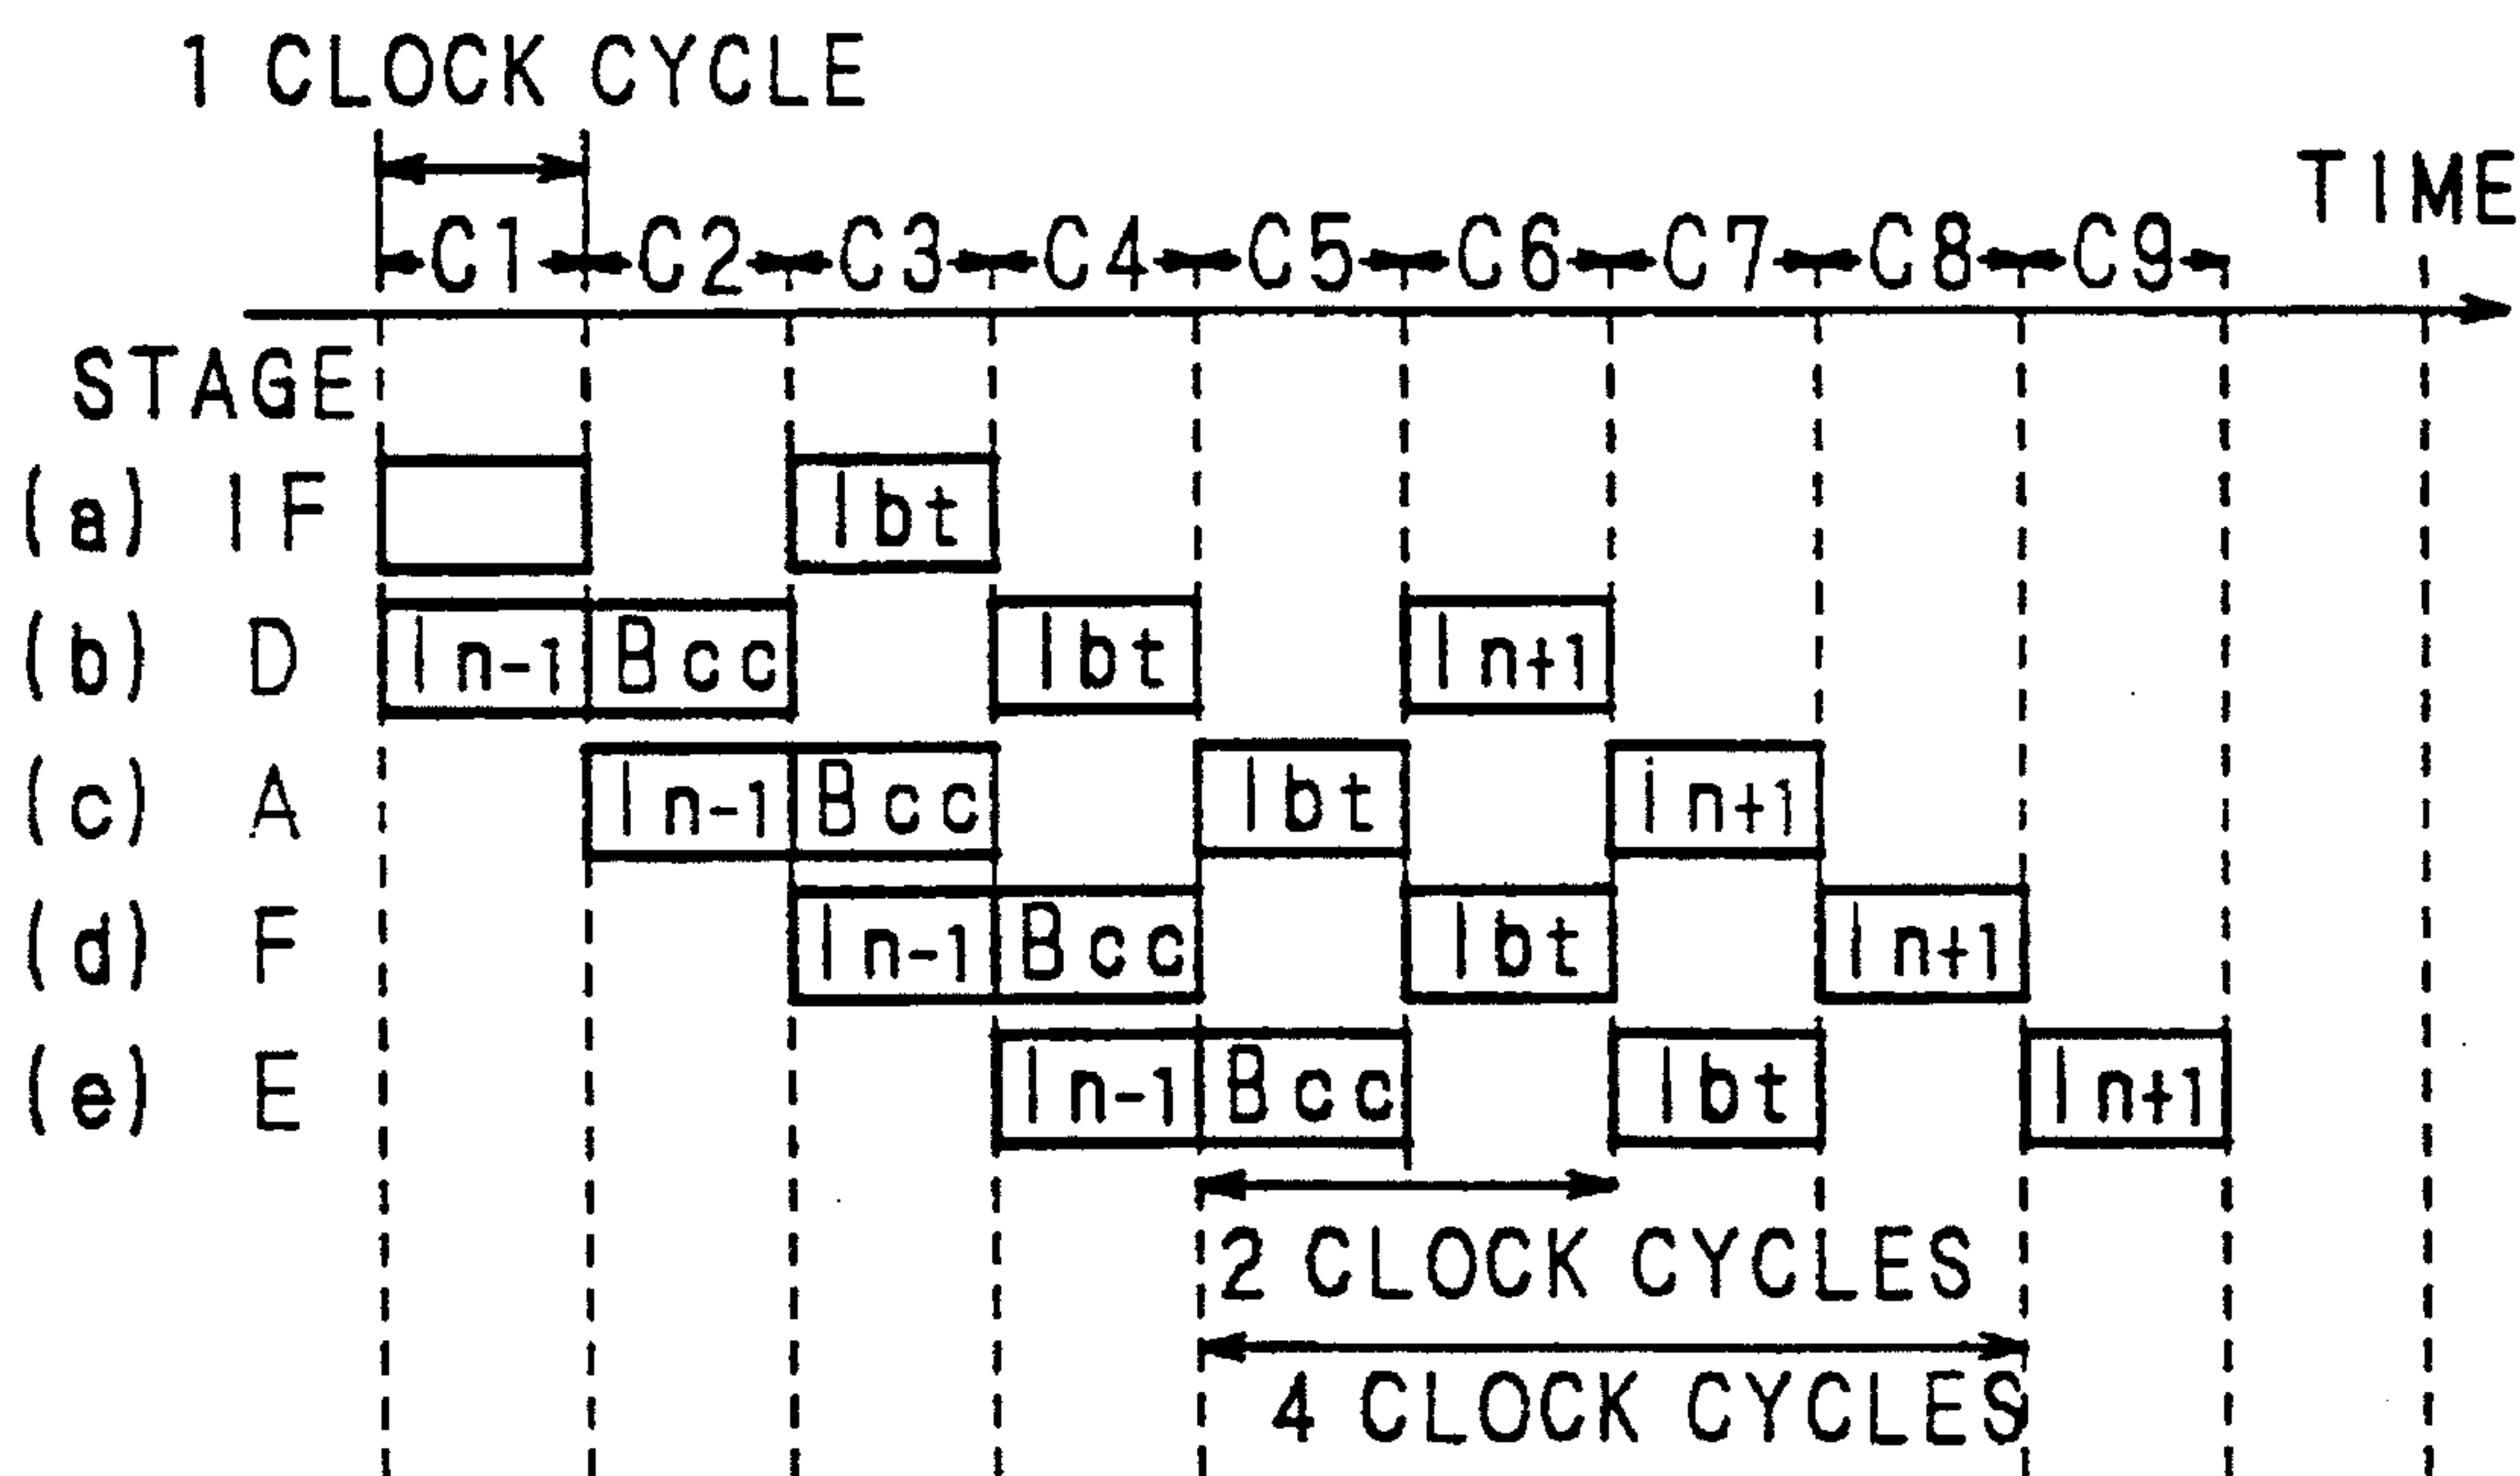 1 CLOCK CYCLE
TIME
C1 C2 C3 C4 C5 C6 C7 C8 C9
STAGE
(a) IF Ibt
(b) D In-1 Bcc Ibt In+1
(c) A In-1 Bcc Ibt In+1
(d) F In-1 Bcc Ibt In+1
(e) E In-1 Bcc Ibt In+1
2 CLOCK CYCLES
4 CLOCK CYCLES